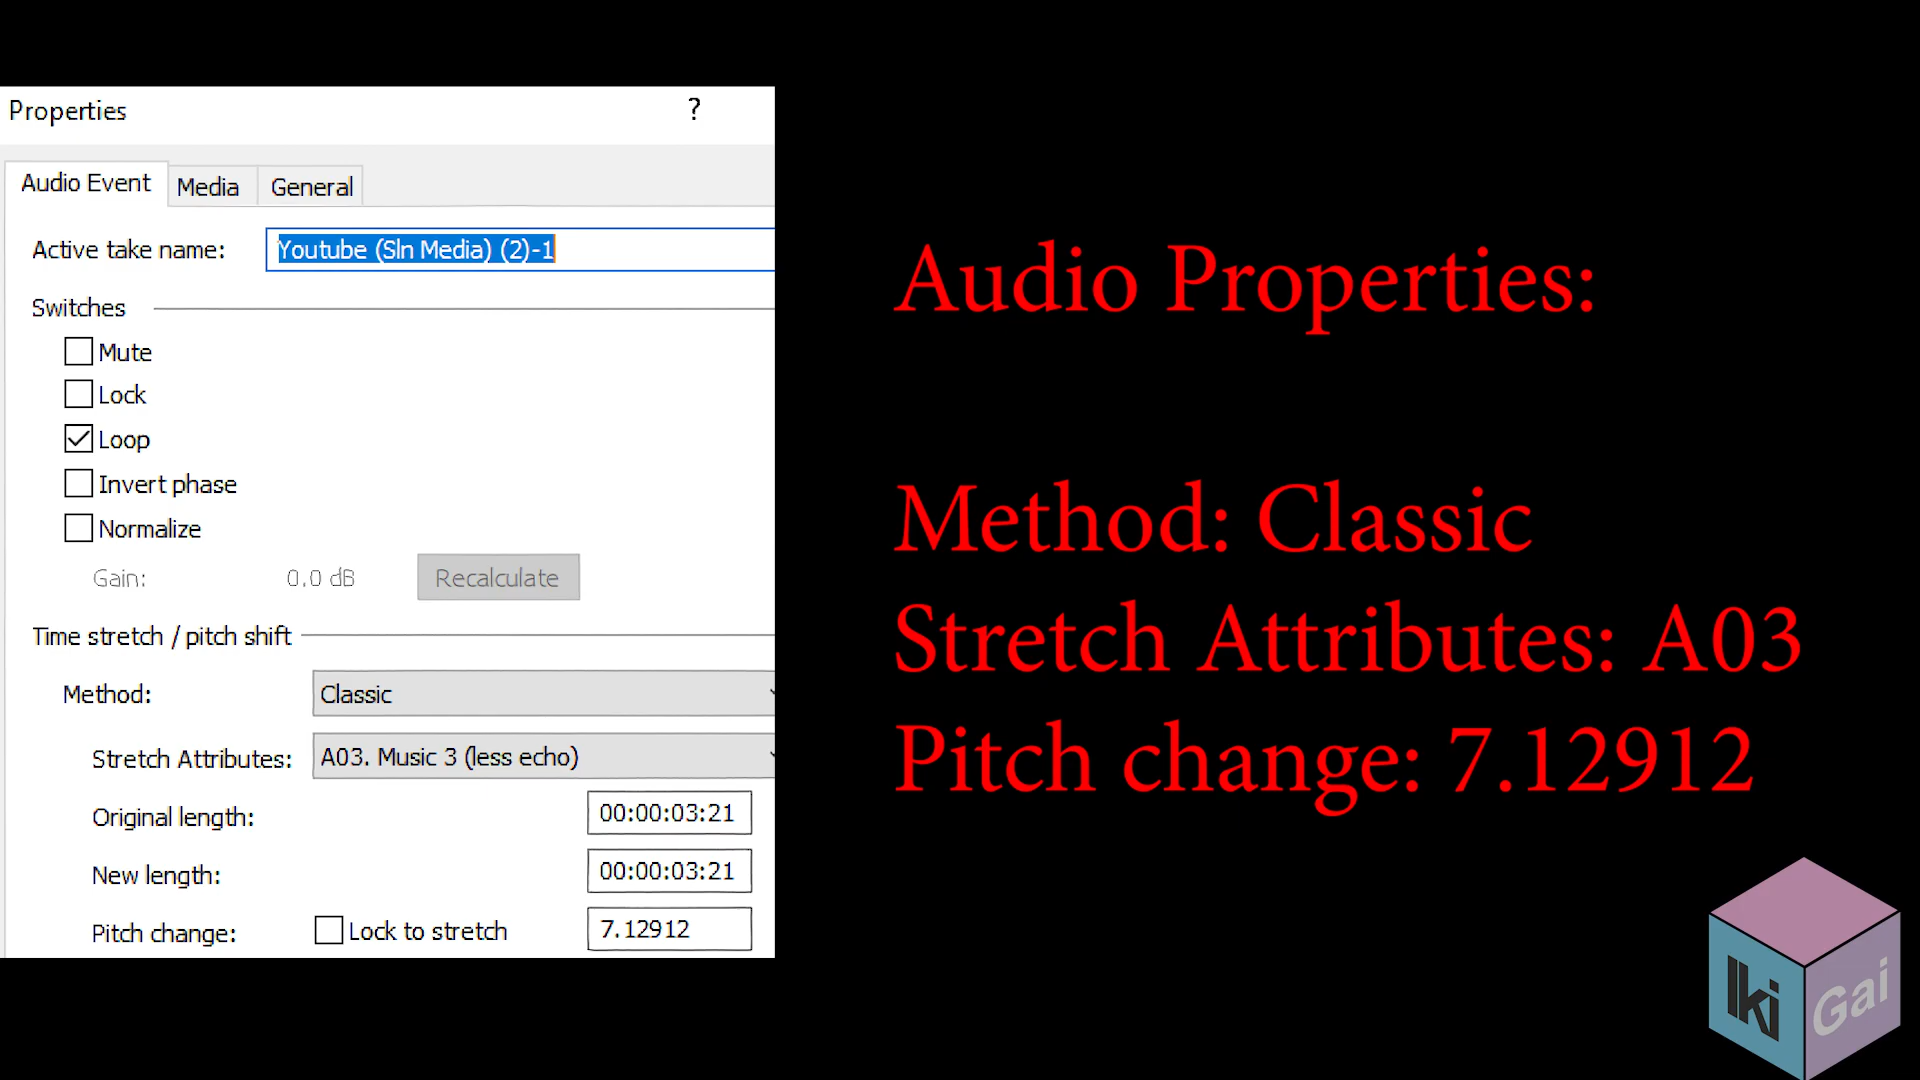 Properties
?
Audio Event
Media
General
Active take name:
Youtube (Sln Media) (2)-1
Switches
Mute
Lock
Loop
Invert phase
Normalize
Gain:
0.0 dB
Recalculate
Time stretch / pitch shift
Method:
Classic
Stretch Attributes:
A03. Music 3 (less echo)
Original length:
00:00:03:21
New length:
00:00:03:21
Pitch change:
Lock to stretch
7.12912
Audio Properties:
Method: Classic
Stretch Attributes: A03
Pitch change: 7.12912
Iki
Gai